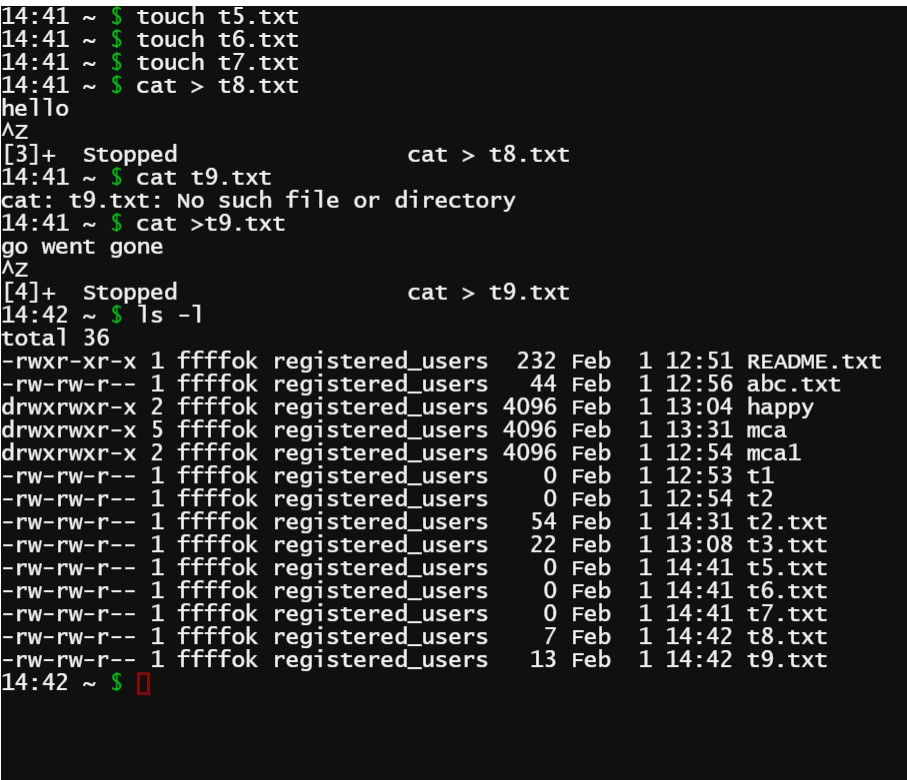 14:41 ~ $ touch t5.txt
14:41 ~ $ touch t6.txt
14:41 ~ $ touch t7.txt
14:41 ~ $ cat > t8.txt
hello
^Z
[3]+  Stopped                 cat > t8.txt
14:41 ~ $ cat t9.txt
cat: t9.txt: No such file or directory
14:41 ~ $ cat >t9.txt
go went gone
^Z
[4]+  Stopped                 cat > t9.txt
14:42 ~ $ ls -l
total 36
-rwxr-xr-x 1 ffffok registered_users  232 Feb  1 12:51 README.txt
-rw-rw-r-- 1 ffffok registered_users   44 Feb  1 12:56 abc.txt
drwxrwxr-x 2 ffffok registered_users 4096 Feb  1 13:04 happy
drwxrwxr-x 5 ffffok registered_users 4096 Feb  1 13:31 mca
drwxrwxr-x 2 ffffok registered_users 4096 Feb  1 12:54 mca1
-rw-rw-r-- 1 ffffok registered_users    0 Feb  1 12:53 t1
-rw-rw-r-- 1 ffffok registered_users    0 Feb  1 12:54 t2
-rw-rw-r-- 1 ffffok registered_users   54 Feb  1 14:31 t2.txt
-rw-rw-r-- 1 ffffok registered_users   22 Feb  1 13:08 t3.txt
-rw-rw-r-- 1 ffffok registered_users    0 Feb  1 14:41 t5.txt
-rw-rw-r-- 1 ffffok registered_users    0 Feb  1 14:41 t6.txt
-rw-rw-r-- 1 ffffok registered_users    0 Feb  1 14:41 t7.txt
-rw-rw-r-- 1 ffffok registered_users    7 Feb  1 14:42 t8.txt
-rw-rw-r-- 1 ffffok registered_users   13 Feb  1 14:42 t9.txt
14:42 ~ $